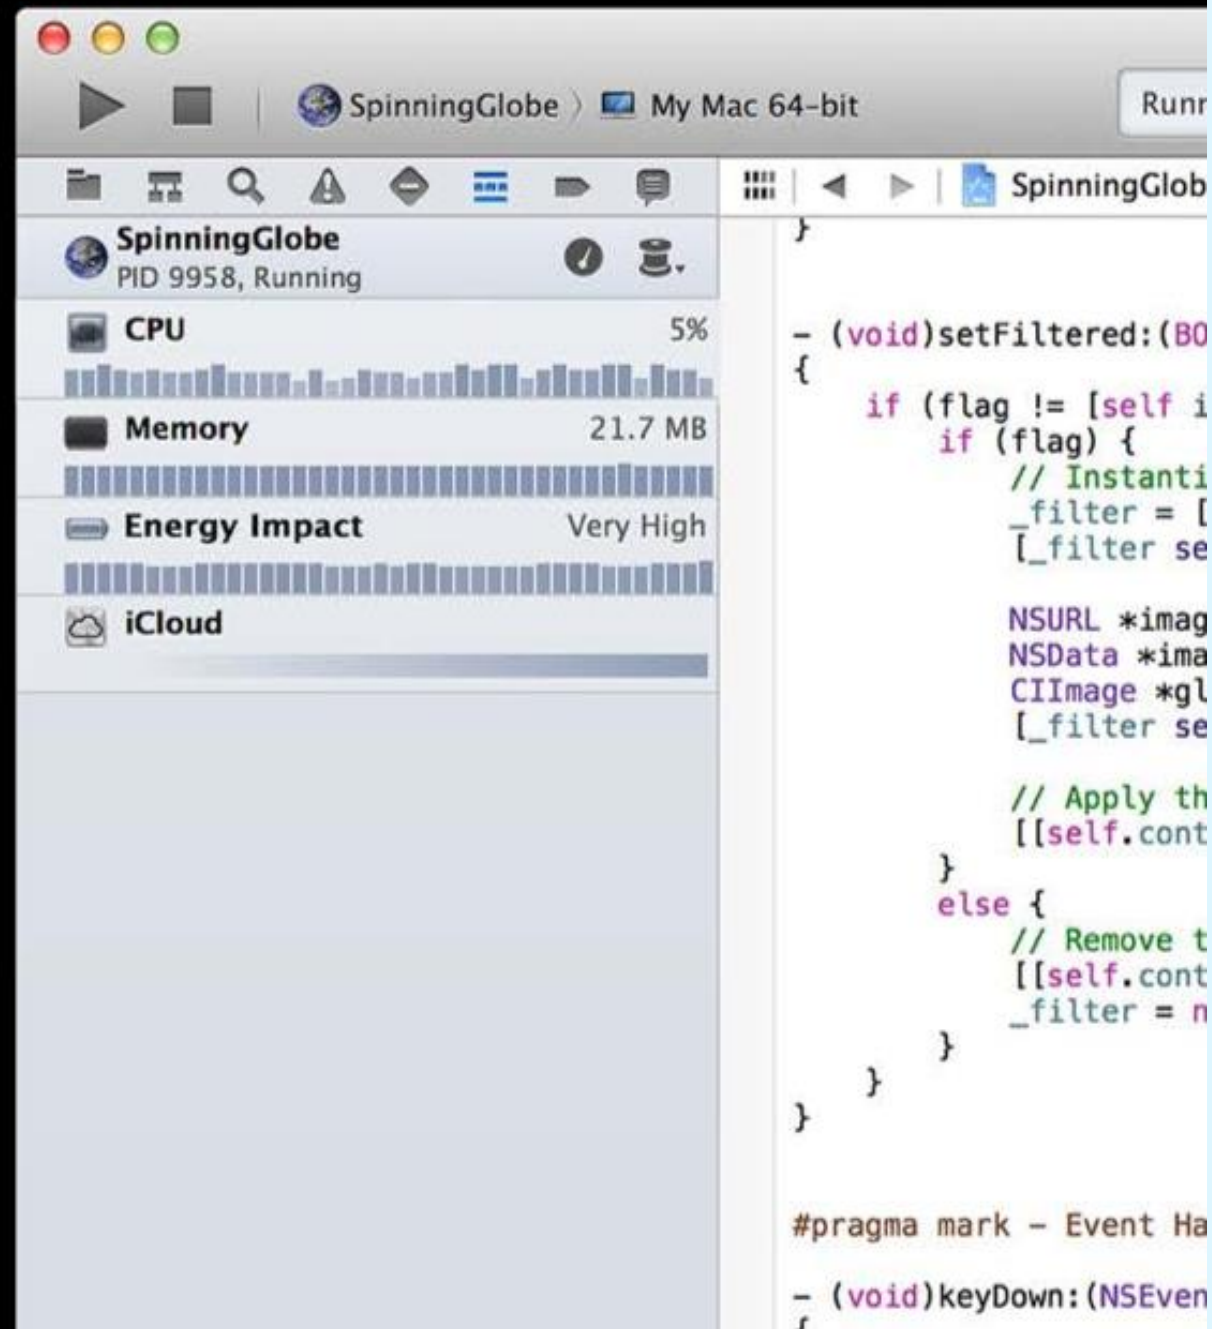 SpinningGlobe 〉 My Mac 64-bit
Runn
SpinningGlob
SpinningGlobe
PID 9958, Running
CPU 5%
Memory 21.7 MB
Energy Impact Very High
iCloud
}
- (void)setFiltered:(BO
{
if (flag != [self i
if (flag) {
// Instanti
_filter = [
[_filter se
NSURL *imag
NSData *ima
CIImage *gl
[_filter se
// Apply th
[[self.cont
}
else {
// Remove t
[[self.cont
_filter = n
}
}
}
#pragma mark - Event Ha
- (void)keyDown:(NSEven
{